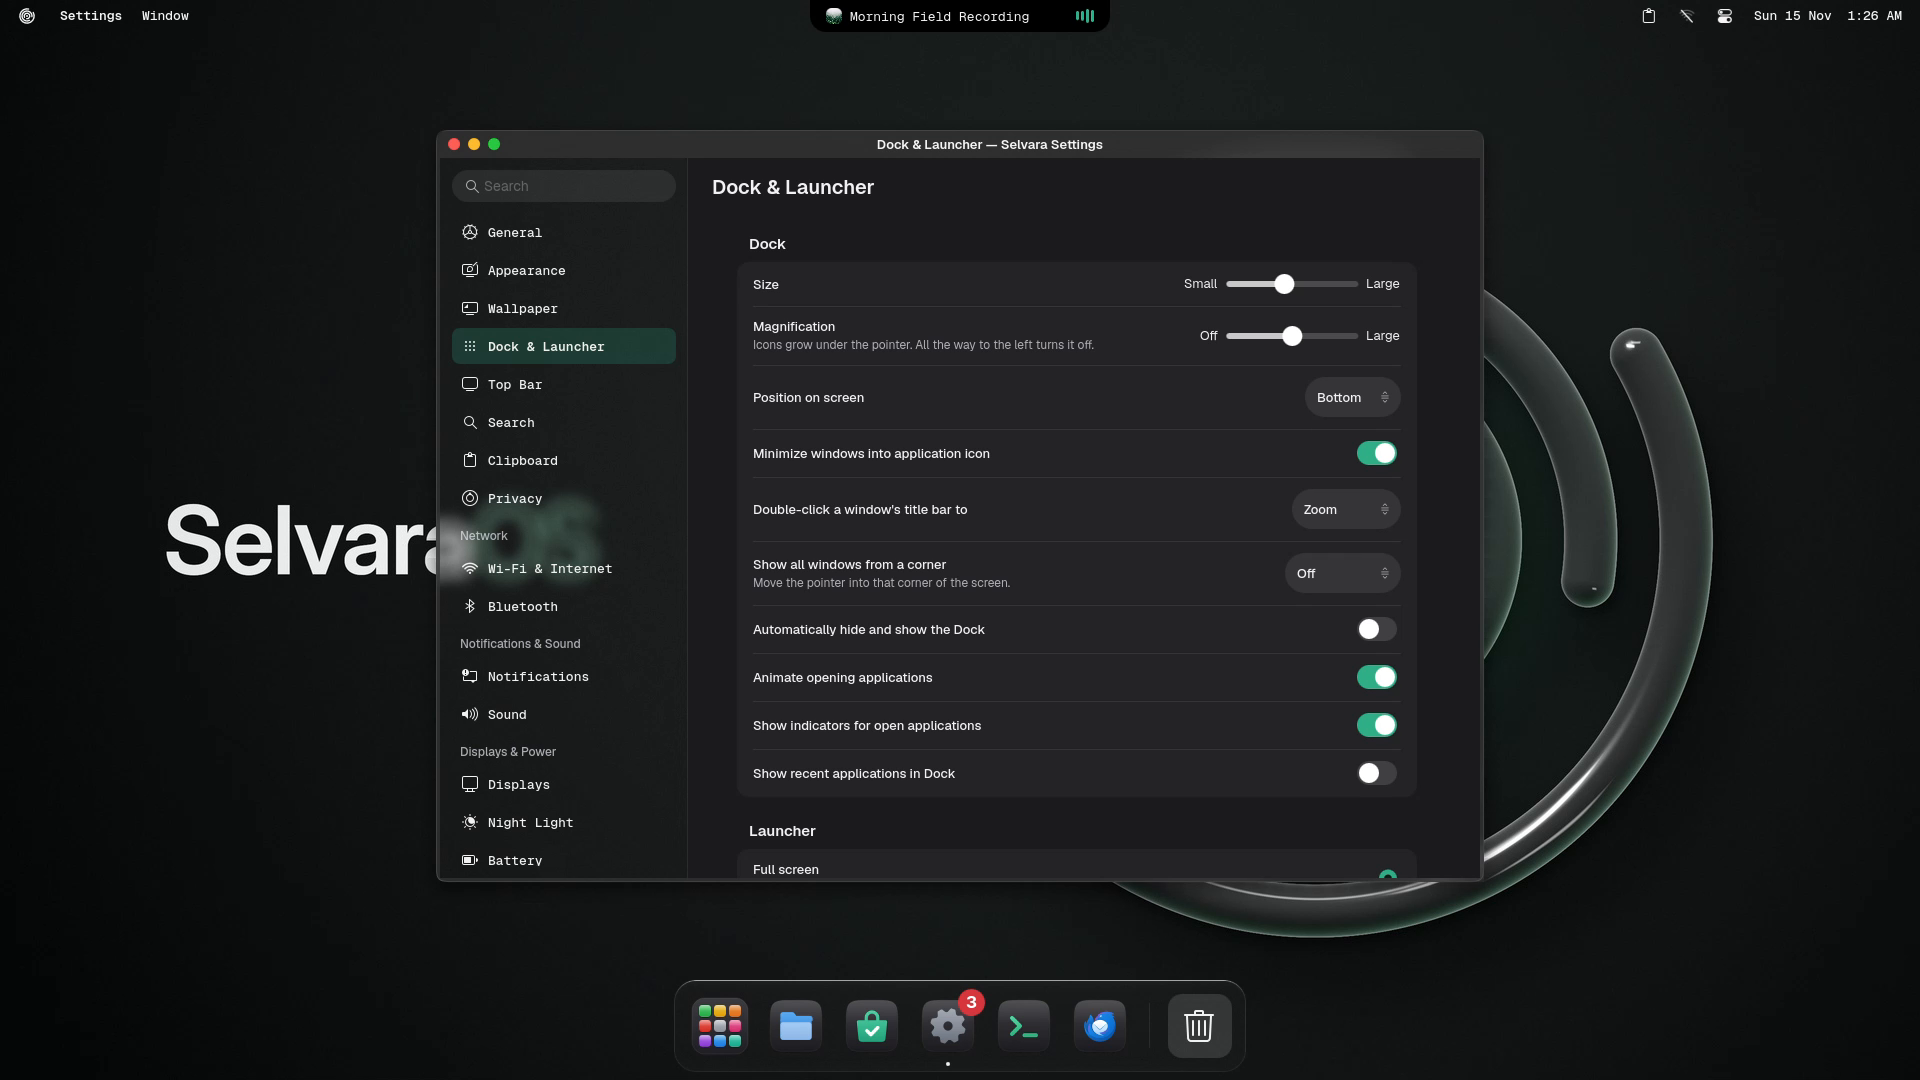 Settings Window
Morning Field Recording
Sun 15 Nov 1:26 AM
Dock & Launcher — Selvara Settings
Search
General
Appearance
Wallpaper
Dock & Launcher
Top Bar
Search
Clipboard
Privacy
Network
Wi-Fi & Internet
Bluetooth
Notifications & Sound
Notifications
Sound
Displays & Power
Displays
Night Light
Battery
Dock & Launcher
Dock
Size Small Large
Magnification Off Large
Icons grow under the pointer. All the way to the left turns it off.
Position on screen Bottom
Minimize windows into application icon
Double-click a window's title bar to Zoom
Show all windows from a corner Off
Move the pointer into that corner of the screen.
Automatically hide and show the Dock
Animate opening applications
Show indicators for open applications
Show recent applications in Dock
Launcher
Full screen
Selvara OS
3